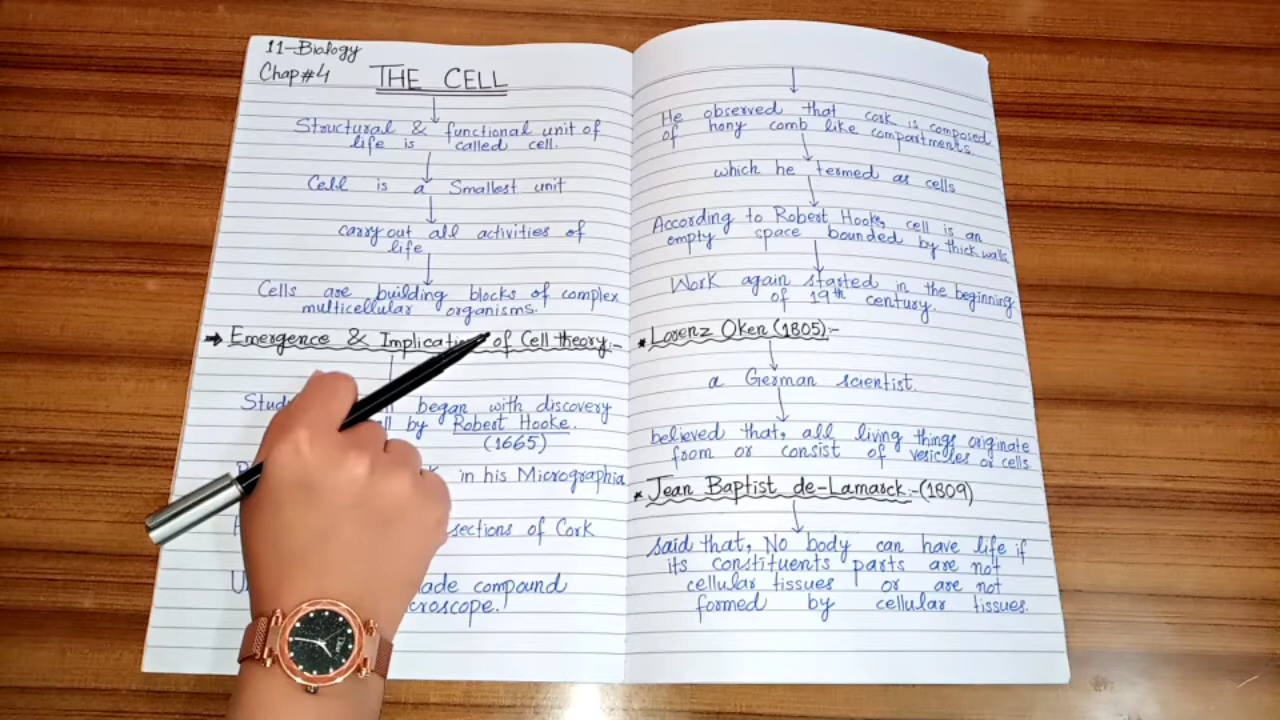 11-Biology
Chap#4 THE CELL
Structural & functional unit of
life is called cell.
Cell is a Smallest unit
carry out all activities of
life
Cells are building blocks of complex
multicellular organisms.
Emergence & Implication of Cell theory:-
began with discovery
by Robert Hooke.
(1665)
in his Micrographia
sections of Cork
compound
He observed that cork is composed
of hony comb like compartments.
which he termed as cells
According to Robert Hooke, cell is an
empty space bounded by thick walls
Work again started in the beginning
of 19th century.
* Lorenz Oken (1805):-
a German scientist.
believed that, all living things originate
from or consist of vesicles or cells
* Jean Baptist de-Lamarck:-(1809)
said that, No body can have life if
its constituents parts are not
cellular tissues or are not
formed by cellular tissues.